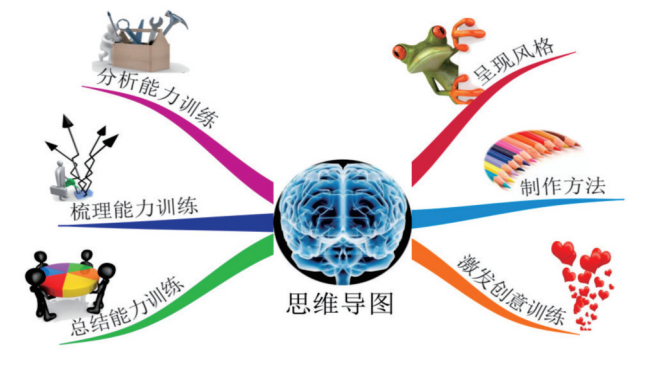 分析能力训练
呈现风格
梳理能力训练
制作方法
总结能力训练
激发创意训练
思维导图